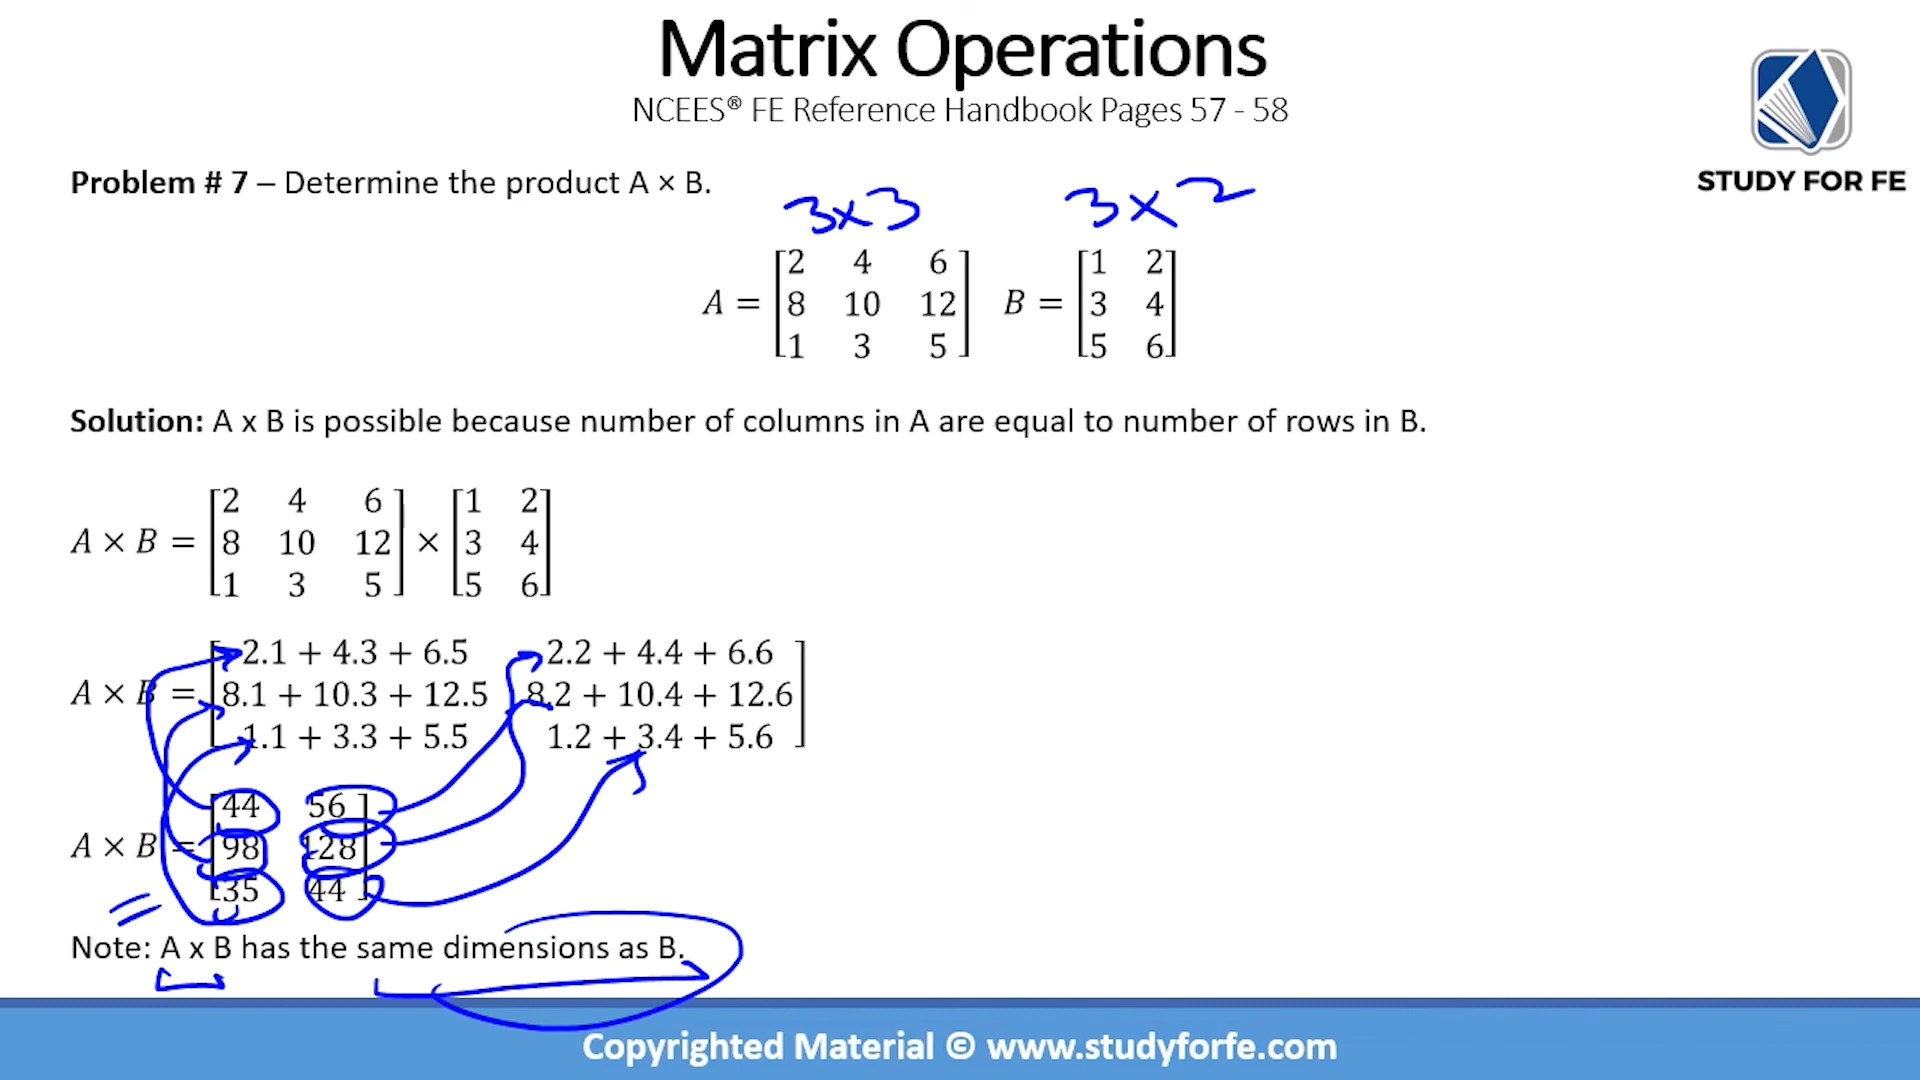 Matrix Operations
NCEES® FE Reference Handbook Pages 57 - 58
STUDY FOR FE
Problem # 7 – Determine the product A × B.
3x3 3x2
2 4 6 1 2
A = 8 10 12 B = 3 4
1 3 5 5 6
Solution: A x B is possible because number of columns in A are equal to number of rows in B.
2 4 6 1 2
A × B = 8 10 12 × 3 4
1 3 5 5 6
2.1 + 4.3 + 6.5 2.2 + 4.4 + 6.6
A × B = 8.1 + 10.3 + 12.5 8.2 + 10.4 + 12.6
1.1 + 3.3 + 5.5 1.2 + 3.4 + 5.6
44 56
A × B = 98 128
35 44
Note: A x B has the same dimensions as B.
Copyrighted Material © www.studyforfe.com